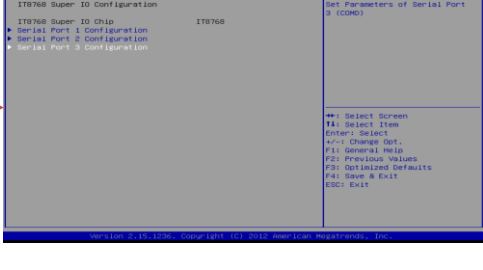 IT8768 Super IO Configuration
IT8768 Super IO Chip IT8768
Serial Port 1 Configuration
Serial Port 2 Configuration
Serial Port 3 Configuration
Set Parameters of Serial Port
3 (COMD)
→←: Select Screen
↑↓: Select Item
Enter: Select
+/-: Change Opt.
F1: General Help
F2: Previous Values
F3: Optimized Defaults
F4: Save & Exit
ESC: Exit
Version 2.15.1236. Copyright (C) 2012 American Megatrends, Inc.